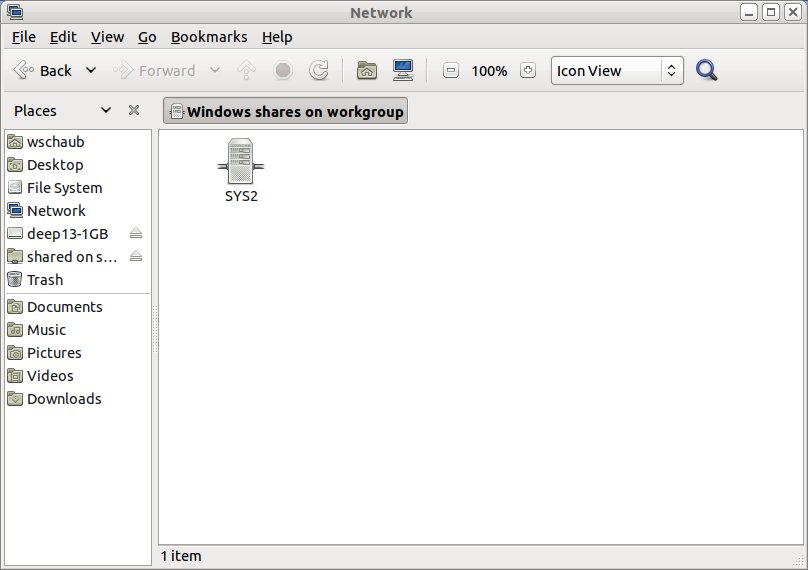 Network
File Edit View Go Bookmarks Help
Back Forward 100% Icon View
Places
Windows shares on workgroup
wschaub
Desktop
File System
Network
deep13-1GB
shared on s...
Trash
Documents
Music
Pictures
Videos
Downloads
SYS2
1 item